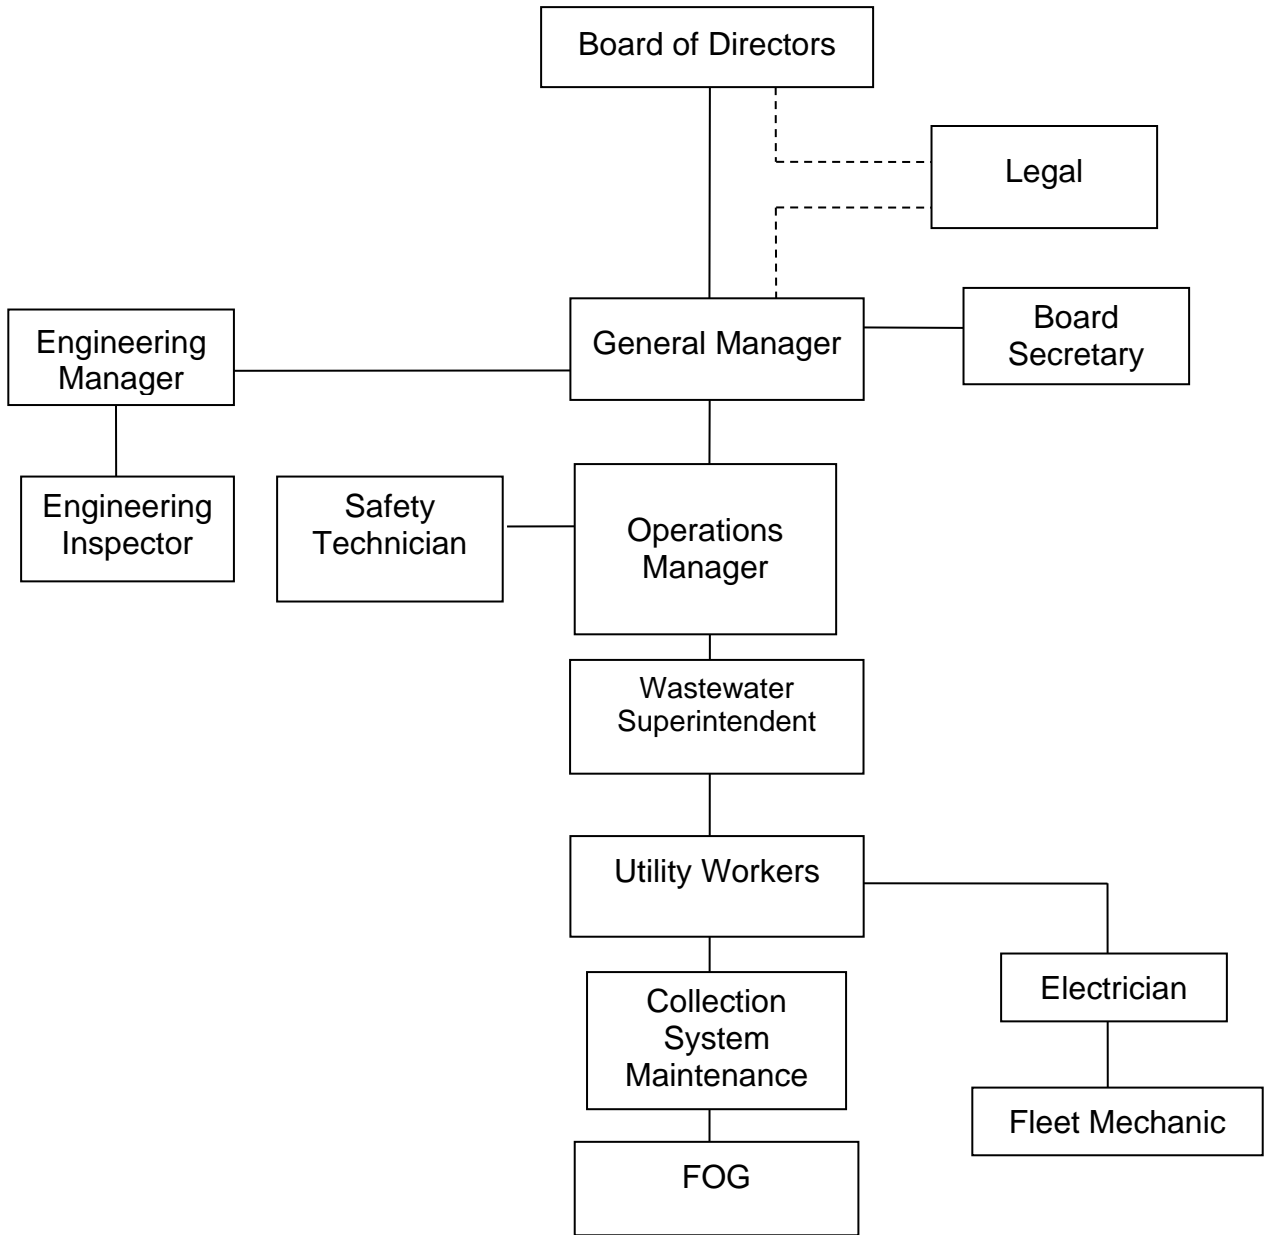 Board of Directors
Legal
General Manager
Board
Secretary
Engineering
Manager
Engineering
Inspector
Safety
Technician
Operations
Manager
Wastewater
Superintendent
Utility Workers
Collection
System
Maintenance
Electrician
Fleet Mechanic
FOG